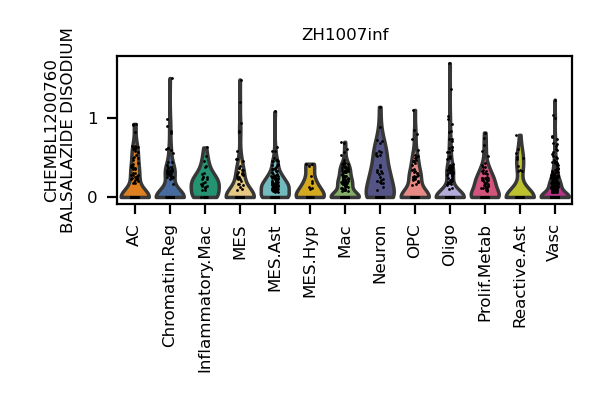 ZH1007inf
CHEMBL1200760
BALSALAZIDE DISODIUM
1
0
AC
Chromatin.Reg
Inflammatory.Mac
MES
MES.Ast
MES.Hyp
Mac
Neuron
OPC
Oligo
Prolif.Metab
Reactive.Ast
Vasc